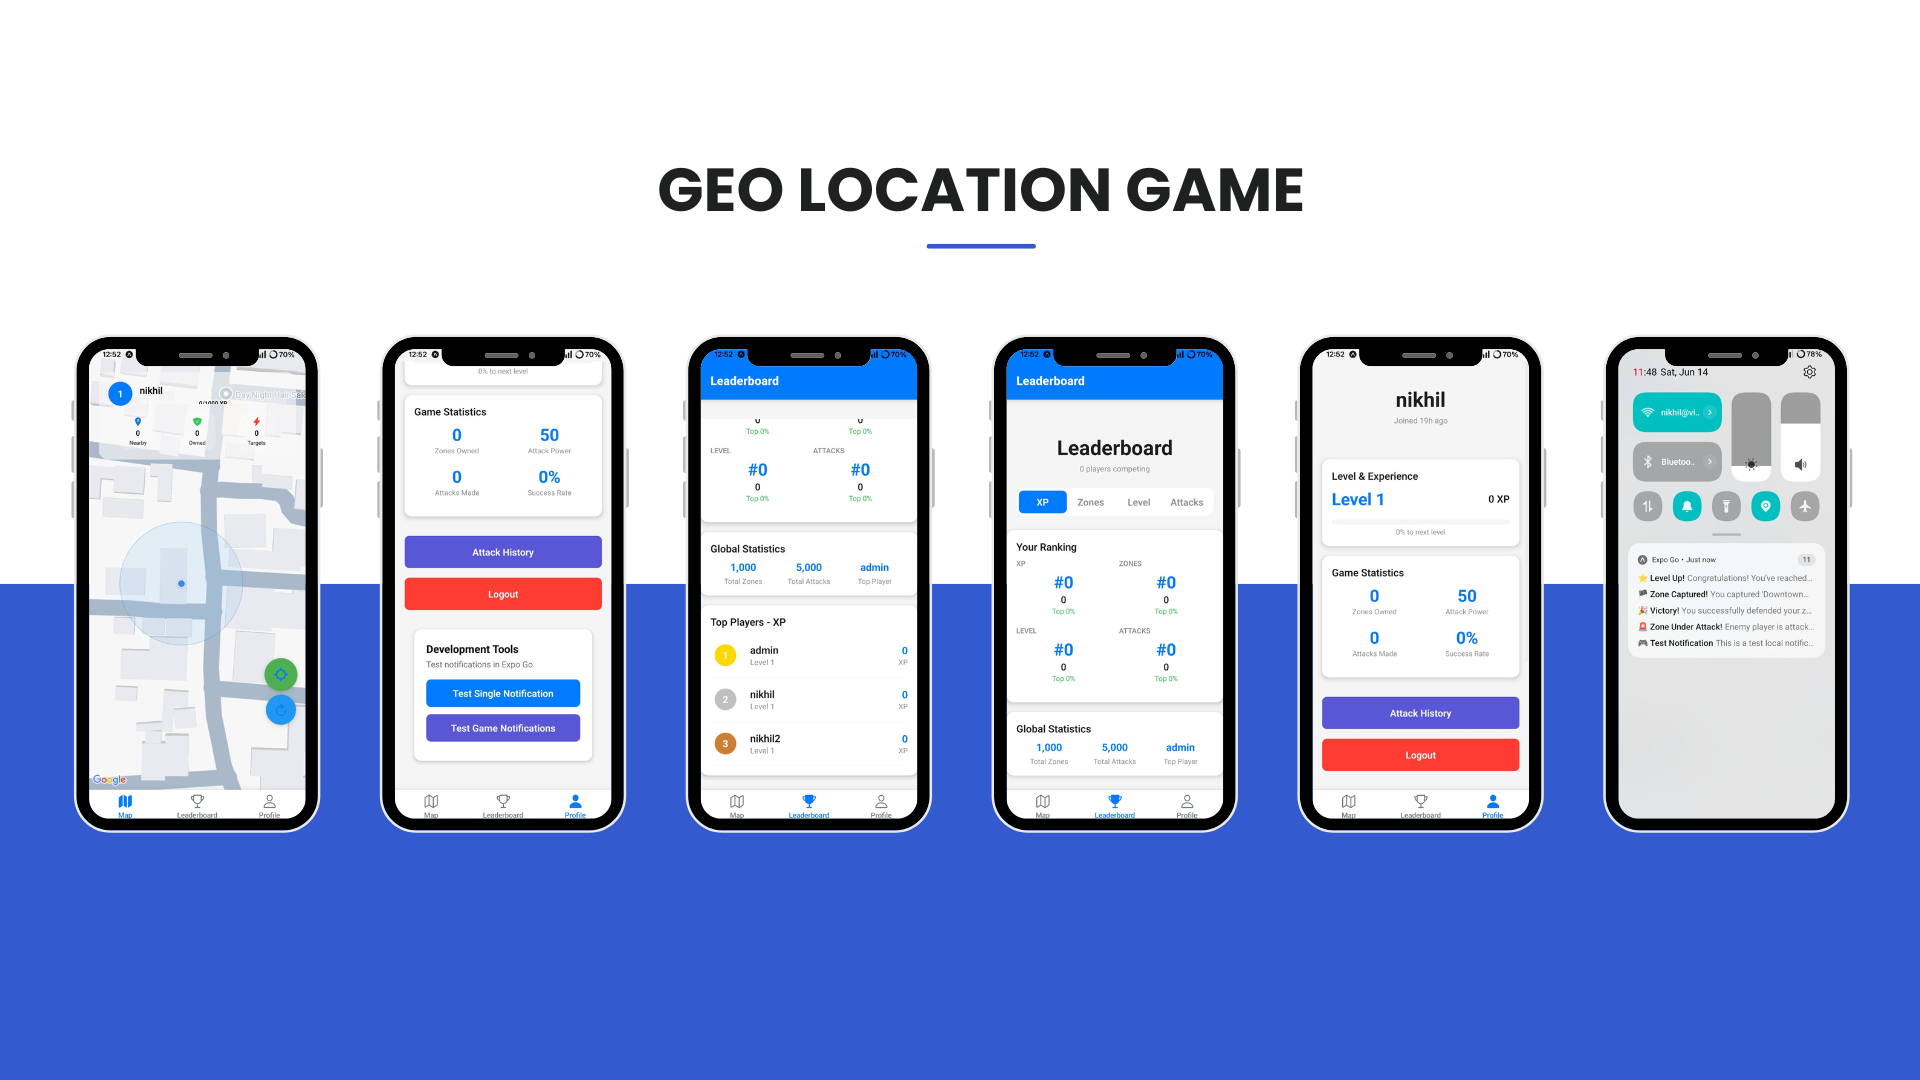 GEO LOCATION GAME
12:52
70%
1
nikhil
Day Night Hair Sal
0/1000 XP
0
0
0
Nearby
Owned
Targets
Google
Map
Leaderboard
Profile
12:52
70%
0% to next level
Game Statistics
0
50
Zones Owned
Attack Power
0
0%
Attacks Made
Success Rate
Attack History
Logout
Development Tools
Test notifications in Expo Go
Test Single Notification
Test Game Notifications
Map
Leaderboard
Profile
12:52
70%
Leaderboard
0
0
Top 0%
Top 0%
LEVEL
ATTACKS
#0
#0
0
0
Top 0%
Top 0%
Global Statistics
1,000
5,000
admin
Total Zones
Total Attacks
Top Player
Top Players - XP
1
admin
Level 1
0
XP
2
nikhil
Level 1
0
XP
3
nikhil2
Level 1
0
XP
Map
Leaderboard
Profile
12:52
70%
Leaderboard
Leaderboard
0 players competing
XP
Zones
Level
Attacks
Your Ranking
XP
ZONES
#0
#0
0
0
Top 0%
Top 0%
LEVEL
ATTACKS
#0
#0
0
0
Top 0%
Top 0%
Global Statistics
1,000
5,000
admin
Total Zones
Total Attacks
Top Player
Map
Leaderboard
Profile
12:52
70%
nikhil
Joined 19h ago
Level & Experience
Level 1
0 XP
0% to next level
Game Statistics
0
50
Zones Owned
Attack Power
0
0%
Attacks Made
Success Rate
Attack History
Logout
Map
Leaderboard
Profile
78%
11:48 Sat, Jun 14
nikhil@vi..
Bluetoo..
Expo Go • Just now
11
Level Up! Congratulations! You've reached...
Zone Captured! You captured 'Downtown...
Victory! You successfully defended your z...
Zone Under Attack! Enemy player is attack...
Test Notification This is a test local notific...